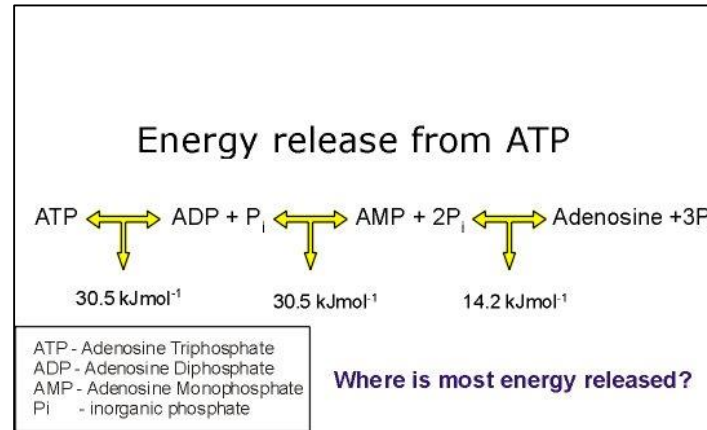 Energy release from ATP
ATP ADP + Pi AMP + 2Pi Adenosine +3P
30.5 kJmol-1 30.5 kJmol-1 14.2 kJmol-1
ATP - Adenosine Triphosphate
ADP - Adenosine Diphosphate
AMP - Adenosine Monophosphate
Pi - inorganic phosphate
Where is most energy released?